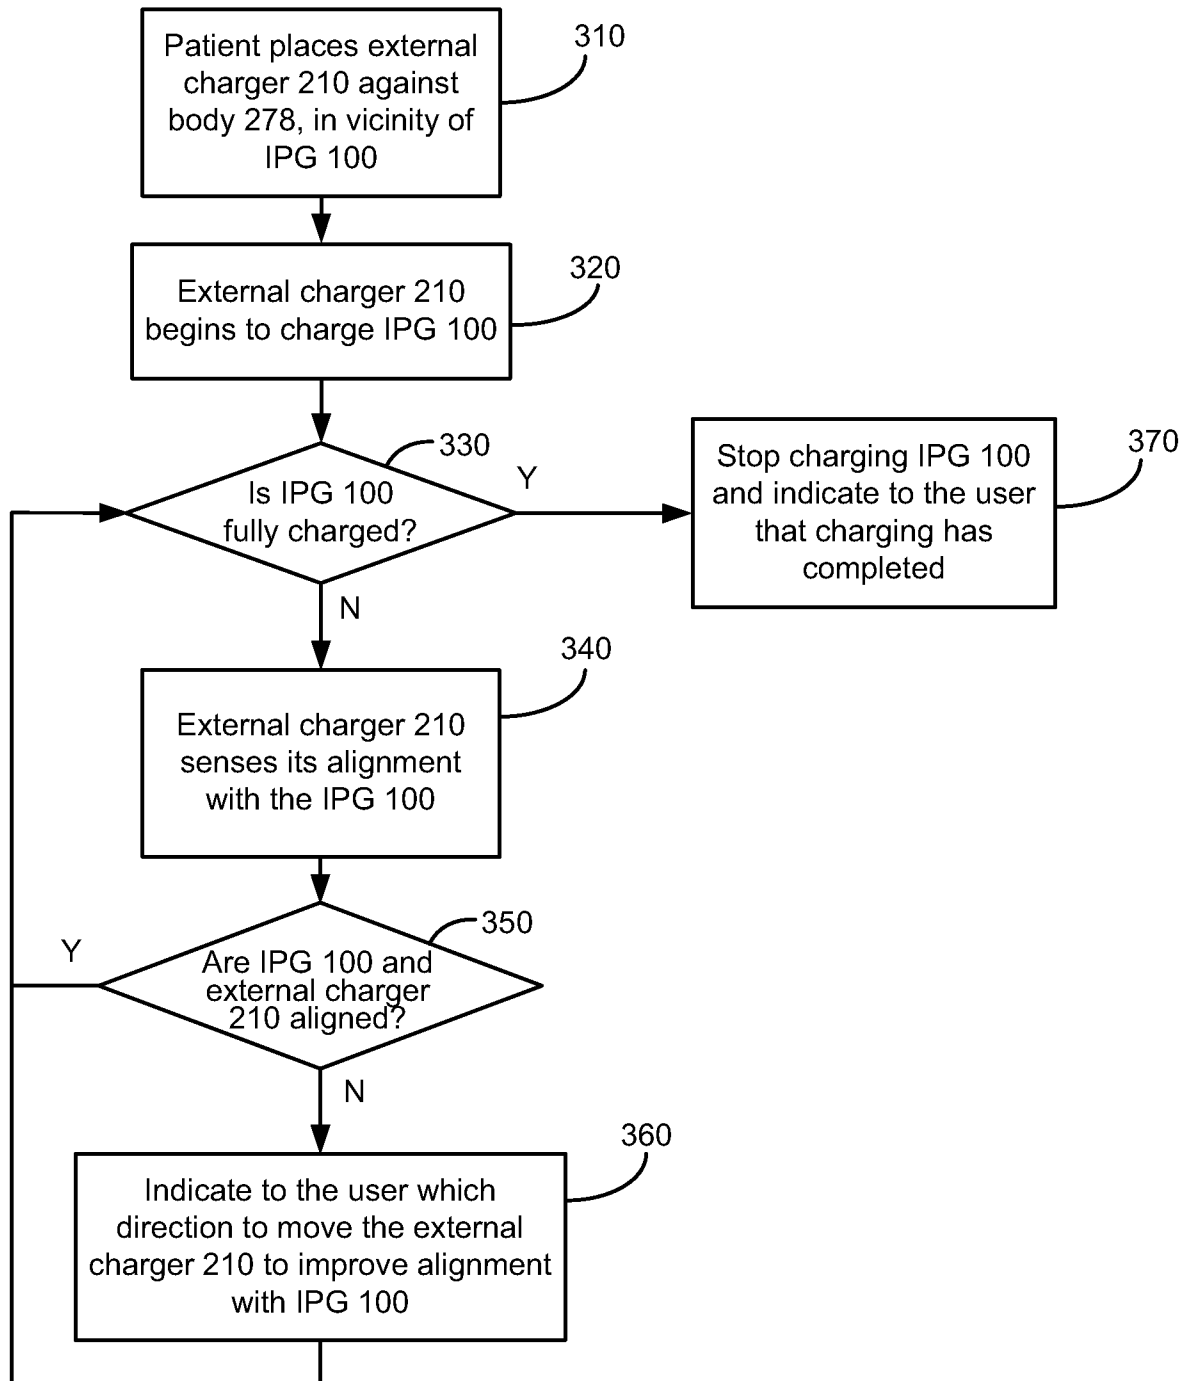 Patient places external
charger 210 against
body 278, in vicinity of
IPG 100
310
External charger 210
begins to charge IPG 100
320
Is IPG 100
fully charged?
330
Y
N
Stop charging IPG 100
and indicate to the user
that charging has
completed
370
External charger 210
senses its alignment
with the IPG 100
340
Are IPG 100 and
external charger
210 aligned?
350
Y
N
Indicate to the user which
direction to move the external
charger 210 to improve alignment
with IPG 100
360